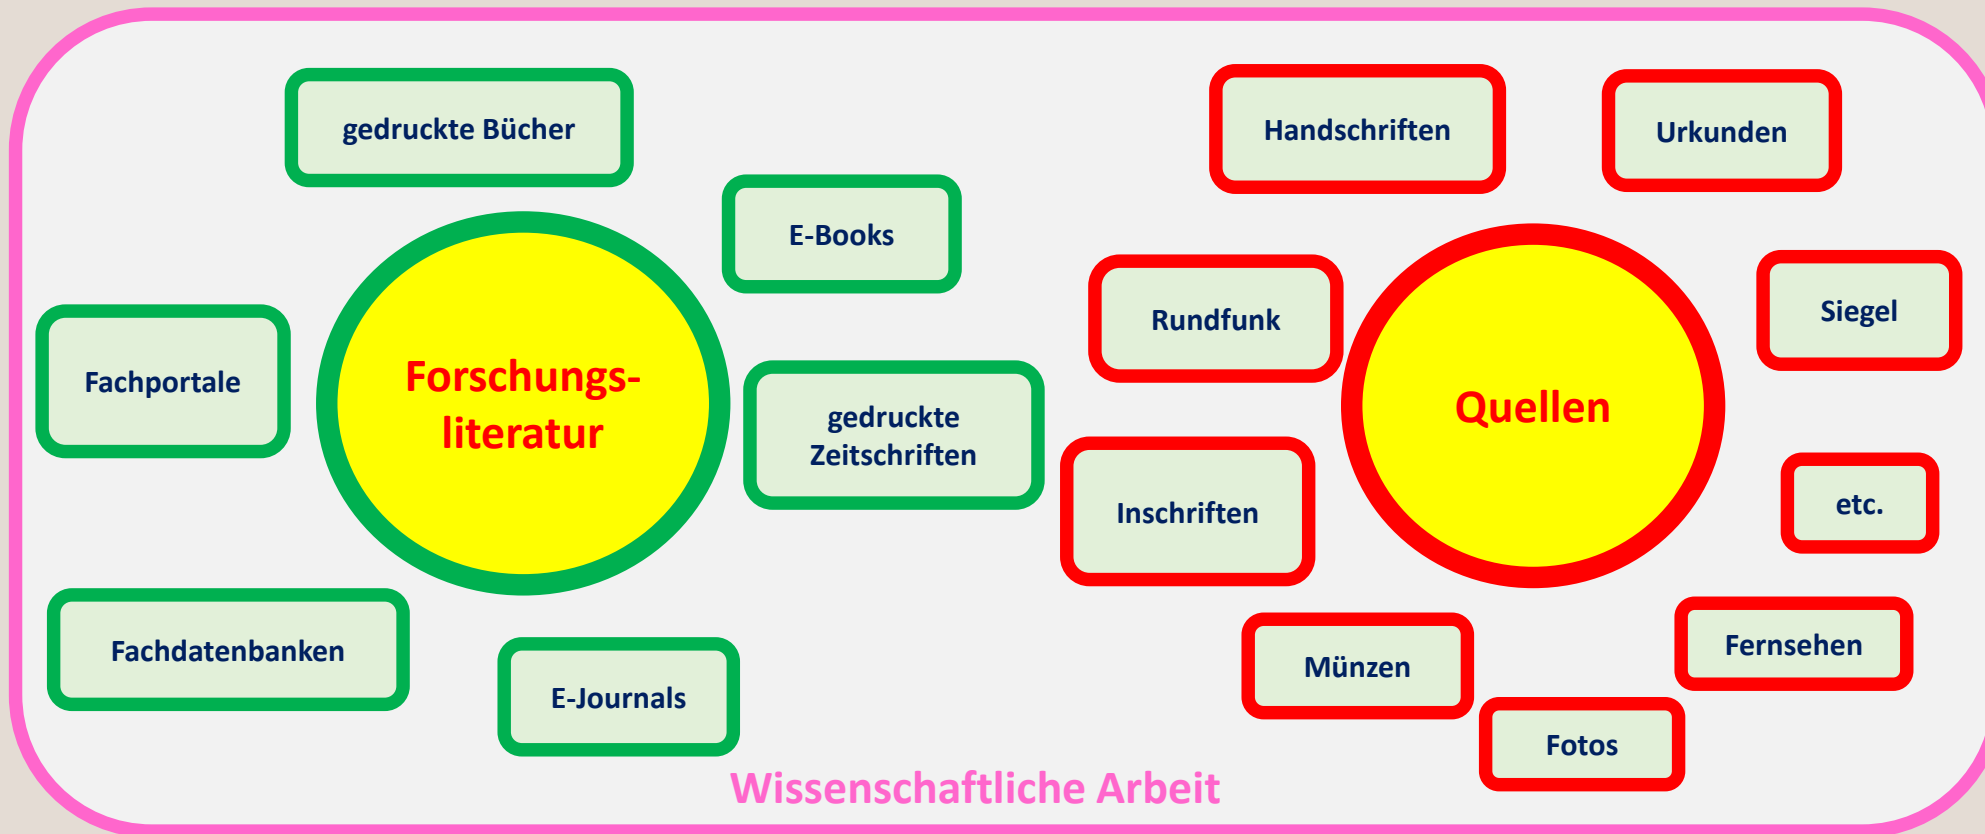 gedruckte Bücher
E-Books
Fachportale
Forschungs-
literatur
gedruckte
Zeitschriften
Fachdatenbanken
E-Journals
Handschriften
Urkunden
Rundfunk
Siegel
Quellen
Inschriften
etc.
Münzen
Fernsehen
Fotos
Wissenschaftliche Arbeit